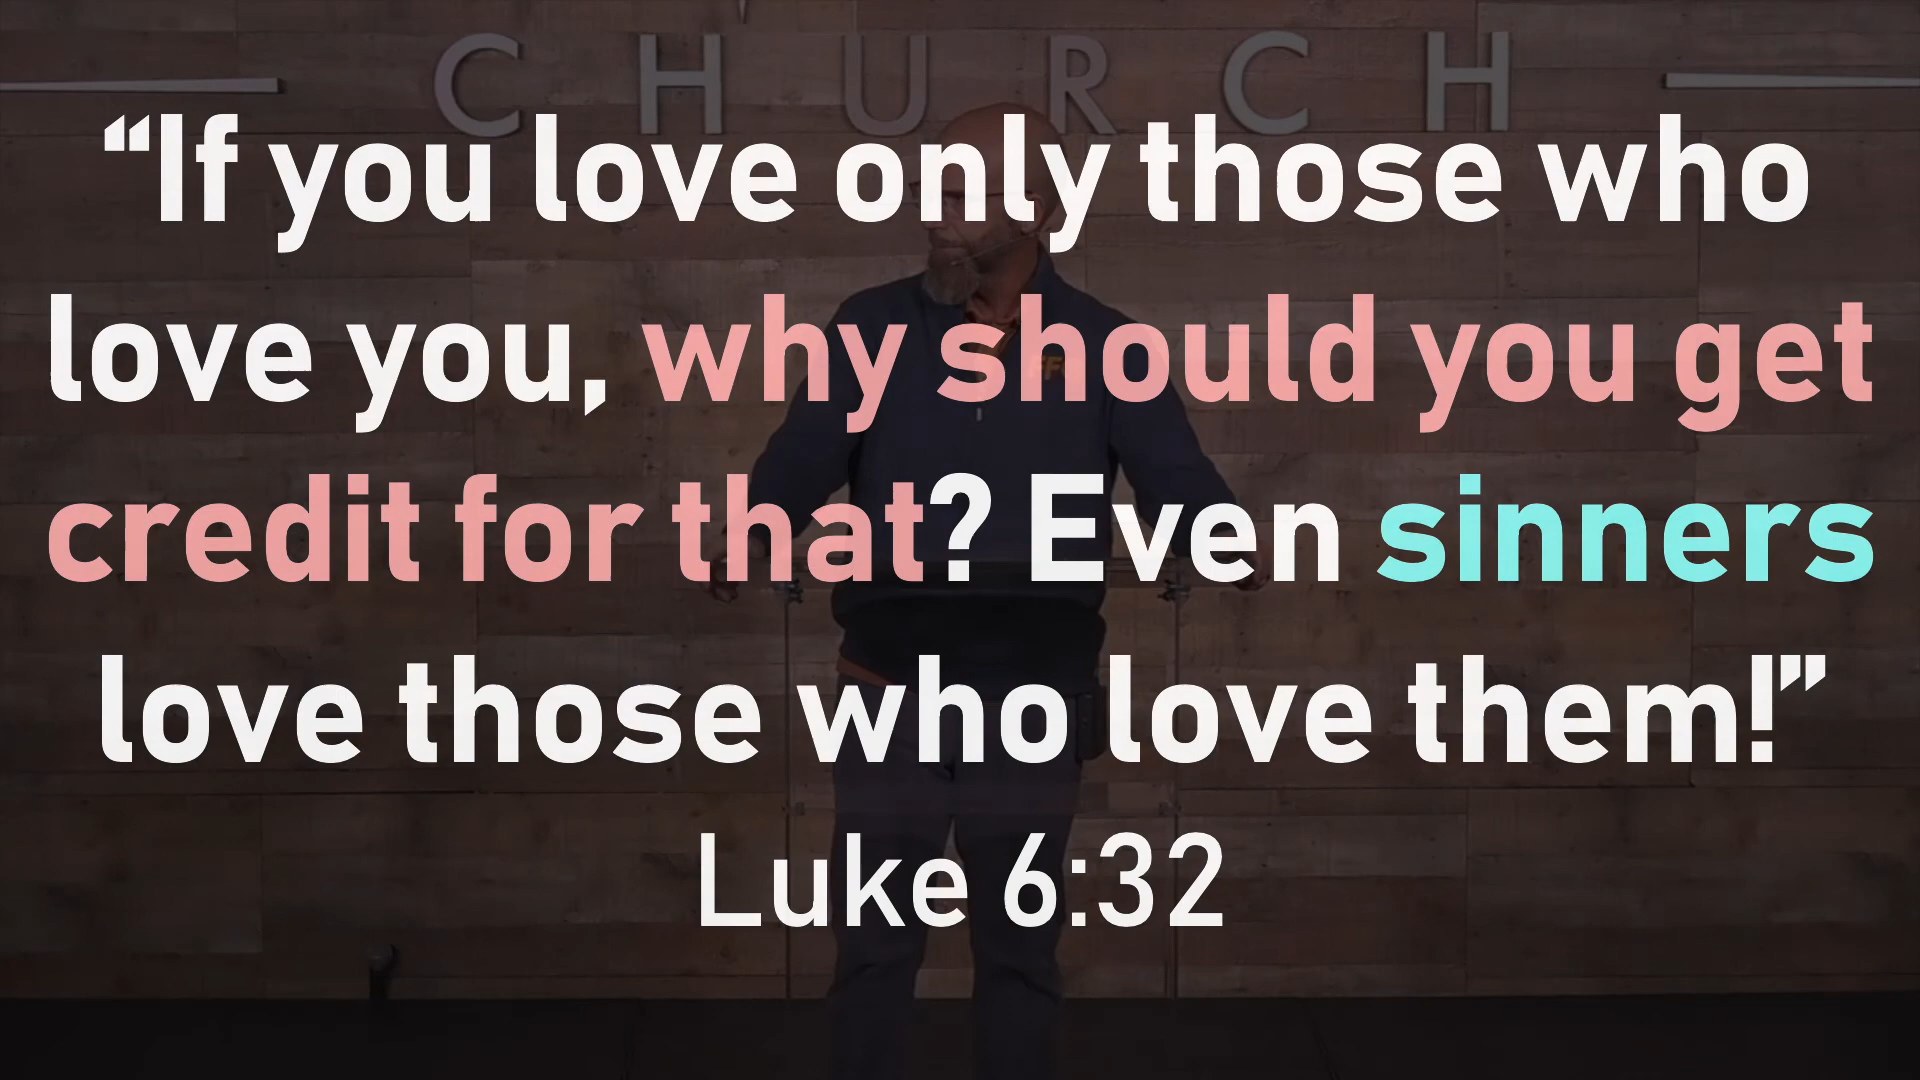 CHURCH
“If you love only those who
love you, why should you get
credit for that? Even sinners
love those who love them!”
Luke 6:32